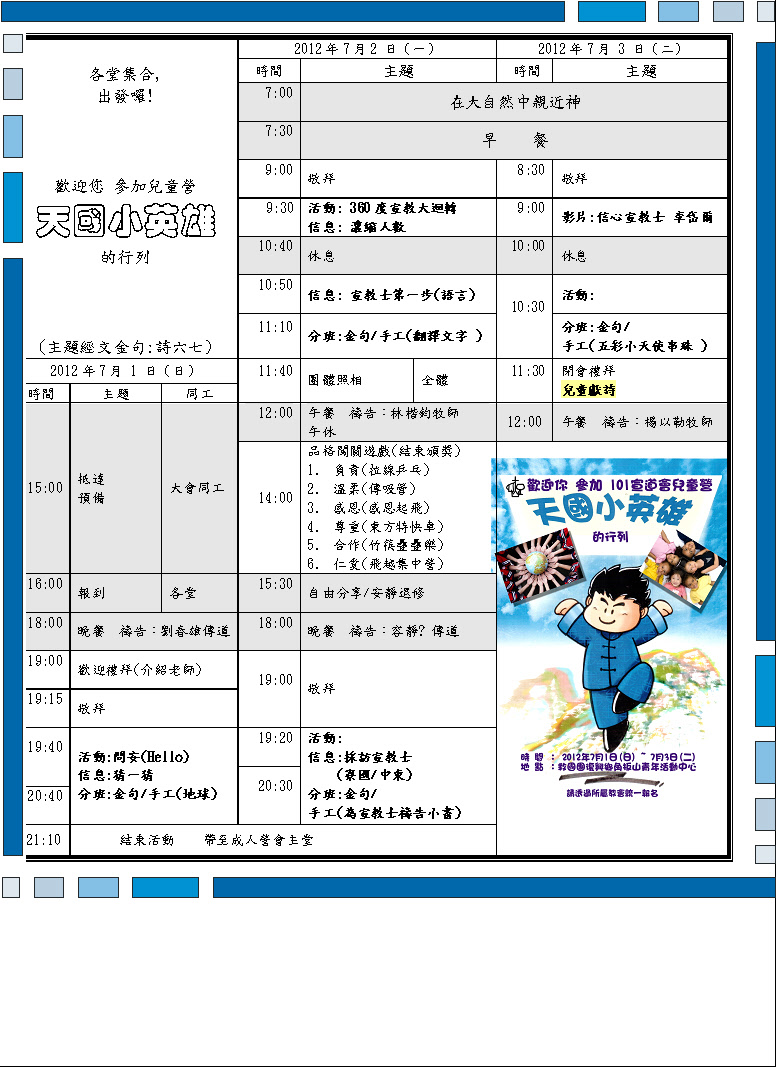 各堂集合,
出發囉!
歡迎您 參加兒童營
天國小英雄
的行列
(主題經文金句:詩六七)
2012年7月1日(日)
時間 主題 同工
15:00 抵達
預備 大會同工
16:00 報到 各堂
18:00 晚餐 禱告:劉春雄傳道
19:00 歡迎禮拜(介紹老師)
19:15 敬拜
19:40
20:40
活動:問安(Hello)
信息:猜一猜
分班:金句/手工(地球)
21:10 結束活動 帶至成人營會主堂
2012年7月2日(一)
時間 主題
7:00 在大自然中親近神
7:30 早 餐
9:00 敬拜
9:30 活動: 360度宣教大迴轉
信息: 濃縮人數
10:40 休息
10:50 信息: 宣教士第一步(語言)
11:10 分班:金句/手工(翻譯文字 )
11:40 團體照相 全體
12:00 午餐 禱告:林楷鈞牧師
午休
14:00 品格闖關遊戲(結束頒獎)
1. 負責(拉線乒乓)
2. 溫柔(傳吸管)
3. 感恩(感恩起飛)
4. 尊重(東方特快車)
5. 合作(竹筷疊疊樂)
6. 仁愛(飛越集中營)
15:30 自由分享/安靜退修
18:00 晚餐 禱告:容靜? 傳道
19:00 敬拜
19:20
20:30
活動:
信息:採訪宣教士
(寮國/中東)
分班:金句/
手工(為宣教士禱告小書)
2012年7月 3 日(二)
時間 主題
8:30 敬拜
9:00 影片:信心宣教士 李岱爾
10:00 休息
10:30 活動:
分班:金句/
手工(五彩小天使串珠 )
11:30 閉會禮拜
兒童獻詩
12:00 午餐 禱告:楊以勒牧師
歡迎你 參加 101宣道會兒童營
天國小英雄
的行列
時 間 : 2012年7月1日(日) ~ 7月3日(二)
地 點 : 救國團復興鄉角板山青年活動中心
請透過所屬教會統一報名